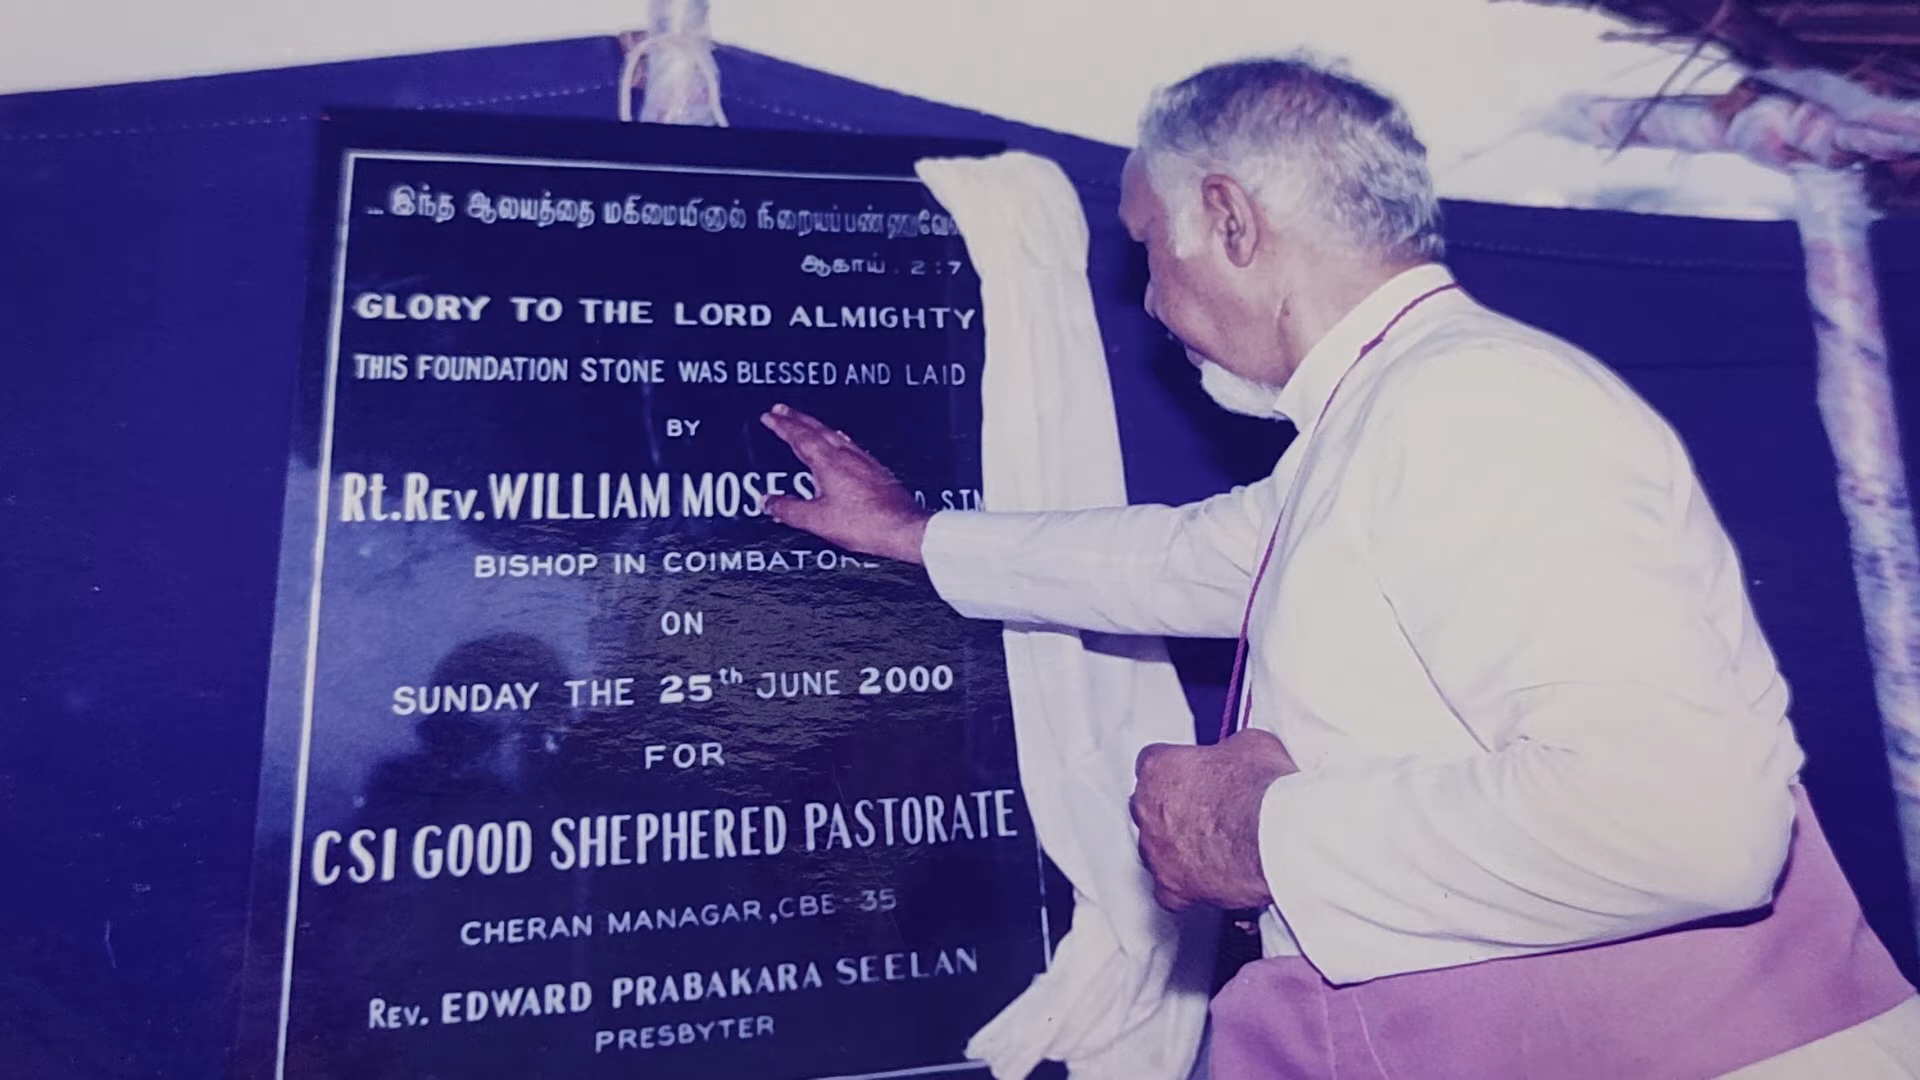 ... இந்த ஆலயத்தை மகிமையினால் நிறையப்பண்ணுவே
ஆகாய் . 2 : 7
GLORY TO THE LORD ALMIGHTY
THIS FOUNDATION STONE WAS BLESSED AND LAID
BY
Rt. REV. WILLIAM MOSES
BISHOP IN COIMBATORE
ON
SUNDAY THE 25th JUNE 2000
FOR
CSI GOOD SHEPHERED PASTORATE
CHERAN MANAGAR, CBE - 35
REV. EDWARD PRABAKARA SEELAN
PRESBYTER